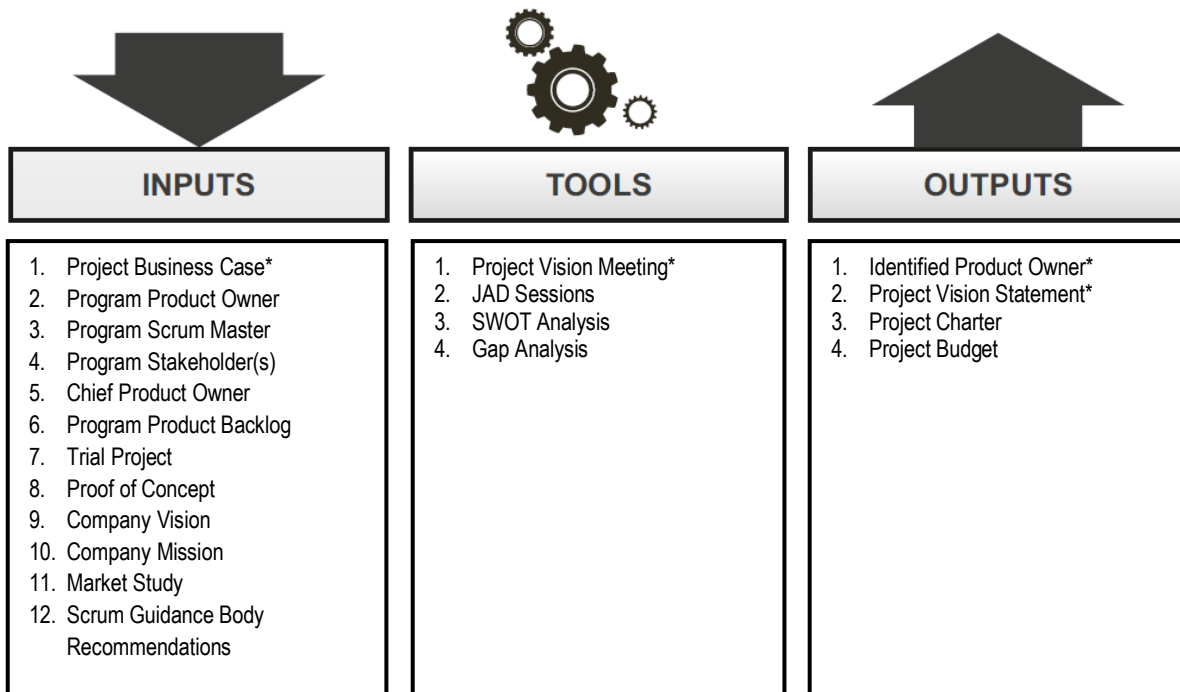 INPUTS
1. Project Business Case*
2. Program Product Owner
3. Program Scrum Master
4. Program Stakeholder(s)
5. Chief Product Owner
6. Program Product Backlog
7. Trial Project
8. Proof of Concept
9. Company Vision
10. Company Mission
11. Market Study
12. Scrum Guidance Body
Recommendations
TOOLS
1. Project Vision Meeting*
2. JAD Sessions
3. SWOT Analysis
4. Gap Analysis
OUTPUTS
1. Identified Product Owner*
2. Project Vision Statement*
3. Project Charter
4. Project Budget